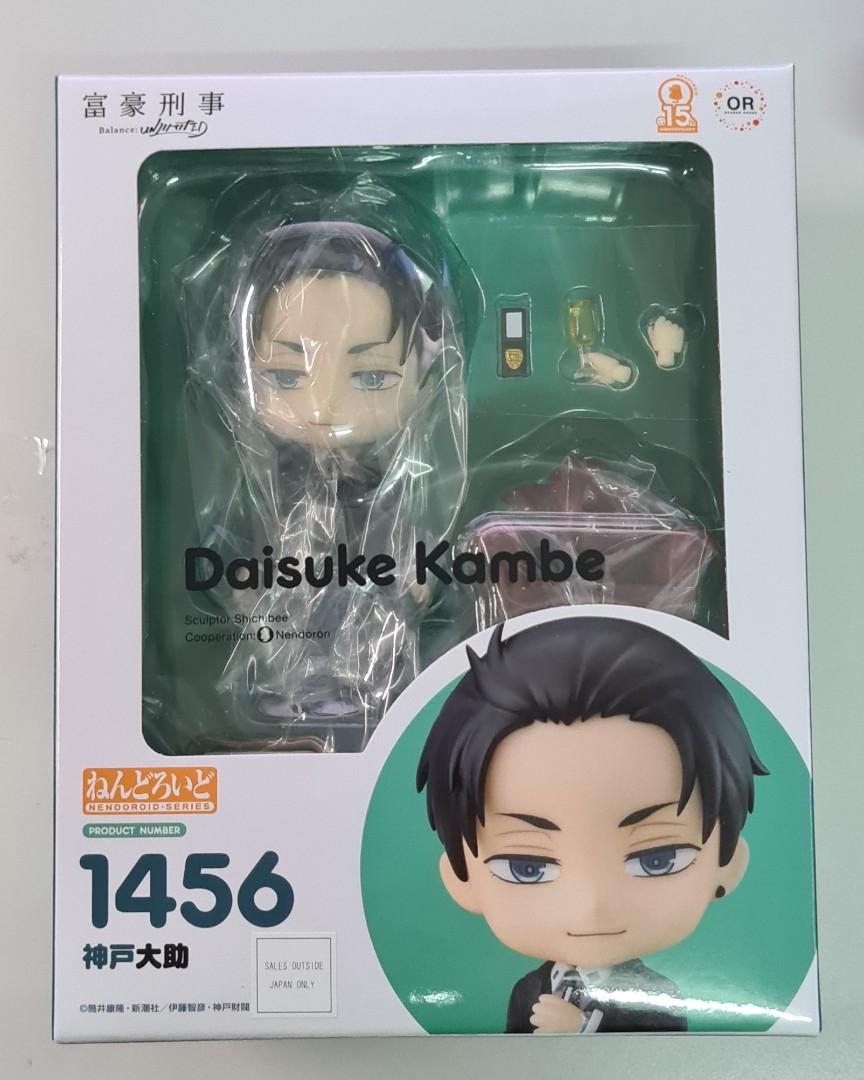 富豪刑事
Balance: UNLIMITED
15
OR
Daisuke Kambe
Sculptor:Shichibee
Cooperation: Nendoron
ねんどろいど
NENDOROID・SERIES
PRODUCT NUMBER
1456
神戸大助
SALES OUTSIDE
JAPAN ONLY
©筒井康隆・新潮社／伊藤智彦・神戸財閥